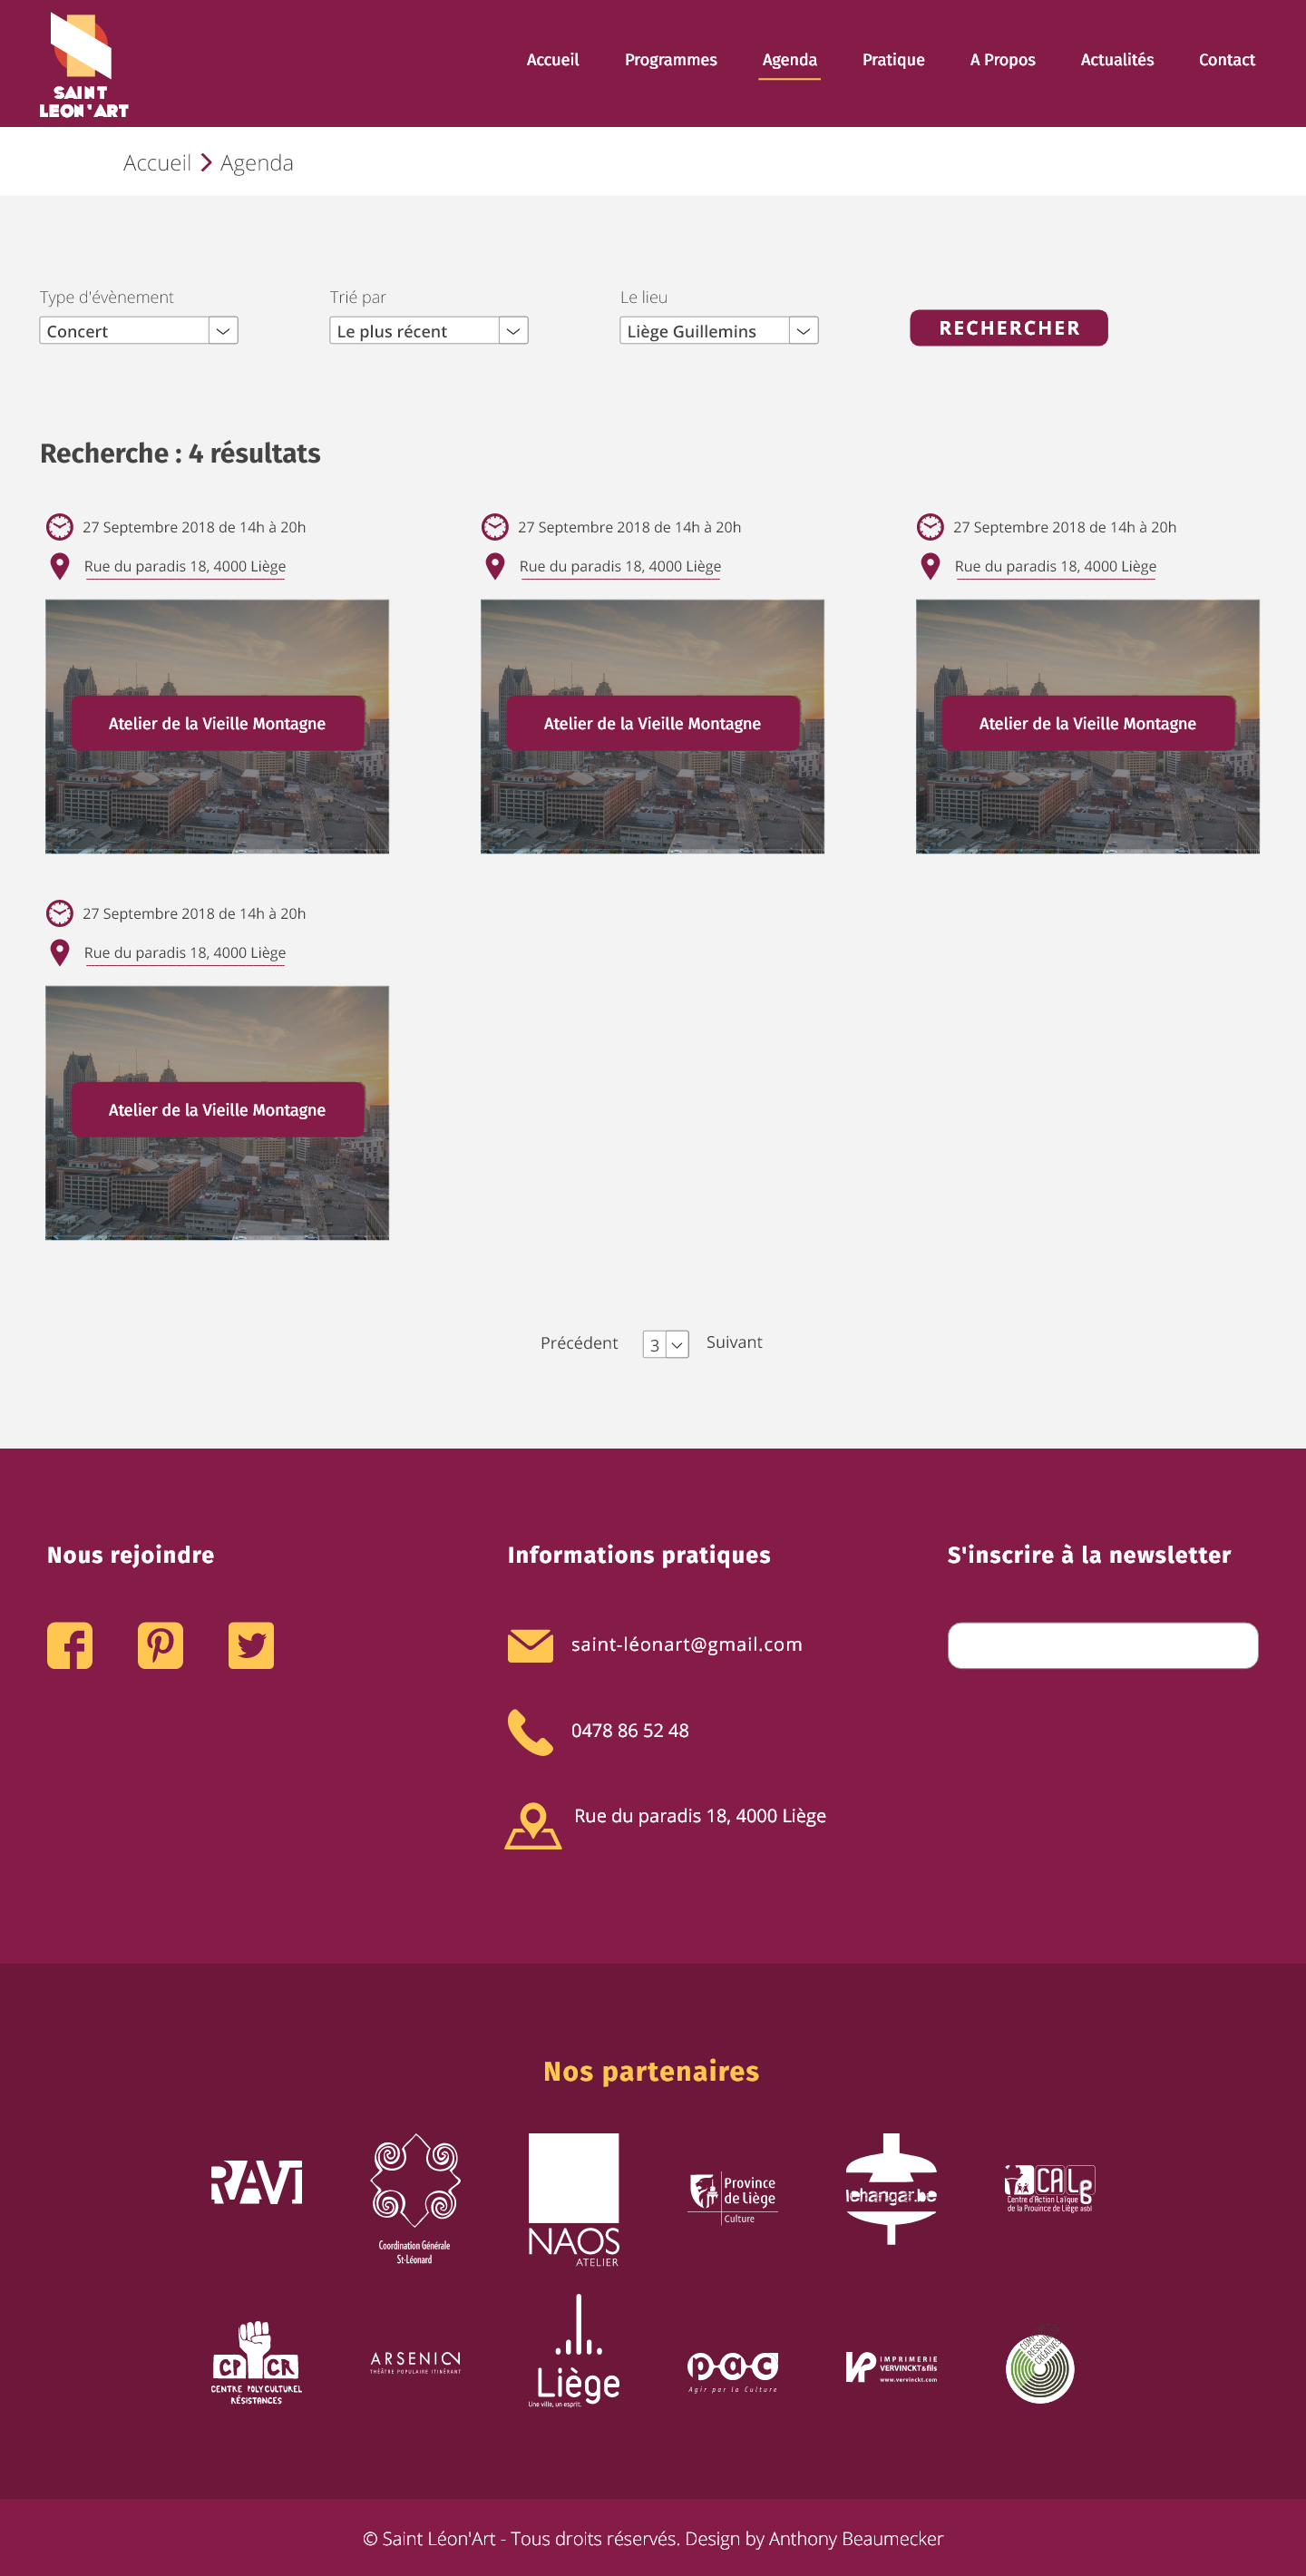 SAINT
LEON'ART
Accueil Programmes Agenda Pratique A Propos Actualités Contact
Accueil Agenda
Type d'évènement
Concert
Trié par
Le plus récent
Le lieu
Liège Guillemins
RECHERCHER
Recherche : 4 résultats
27 Septembre 2018 de 14h à 20h
Rue du paradis 18, 4000 Liège
Atelier de la Vieille Montagne
27 Septembre 2018 de 14h à 20h
Rue du paradis 18, 4000 Liège
Atelier de la Vieille Montagne
27 Septembre 2018 de 14h à 20h
Rue du paradis 18, 4000 Liège
Atelier de la Vieille Montagne
27 Septembre 2018 de 14h à 20h
Rue du paradis 18, 4000 Liège
Atelier de la Vieille Montagne
Précédent 3 Suivant
Nous rejoindre
Informations pratiques
saint-léonart@gmail.com
0478 86 52 48
Rue du paradis 18, 4000 Liège
S'inscrire à la newsletter
Nos partenaires
RAVI
Coordination Générale
St-Léonard
NAOS
ATELIER
Province
de Liège
Culture
lehangar.be
CALg
Centre d'Action Laïque
de la Province de Liège asbl
CPCR
CENTRE POLYCULTUREL
RÉSISTANCES
ARSENIC
THÉÂTRE POPULAIRE ITINÉRANT
Liège
Une ville, un esprit.
pac
Agir par la Culture
VP IMPRIMERIE
VERVINCKT&fils
www.vervinckt.com
RESSOURCES
CREATIVES
© Saint Léon'Art - Tous droits réservés. Design by Anthony Beaumecker